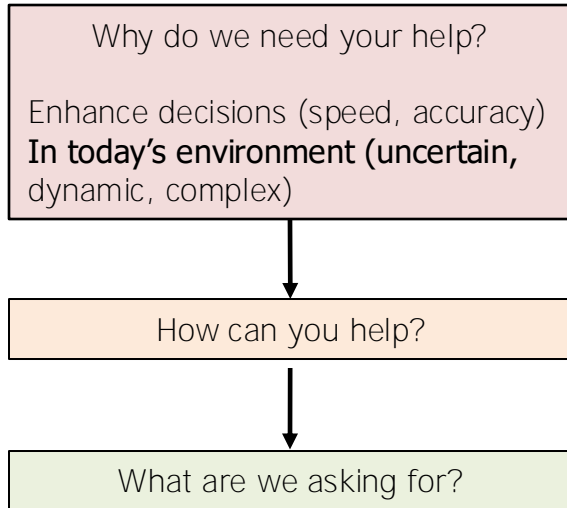 Why do we need your help?
Enhance decisions (speed, accuracy)
In today’s environment (uncertain,
dynamic, complex)
How can you help?
What are we asking for?